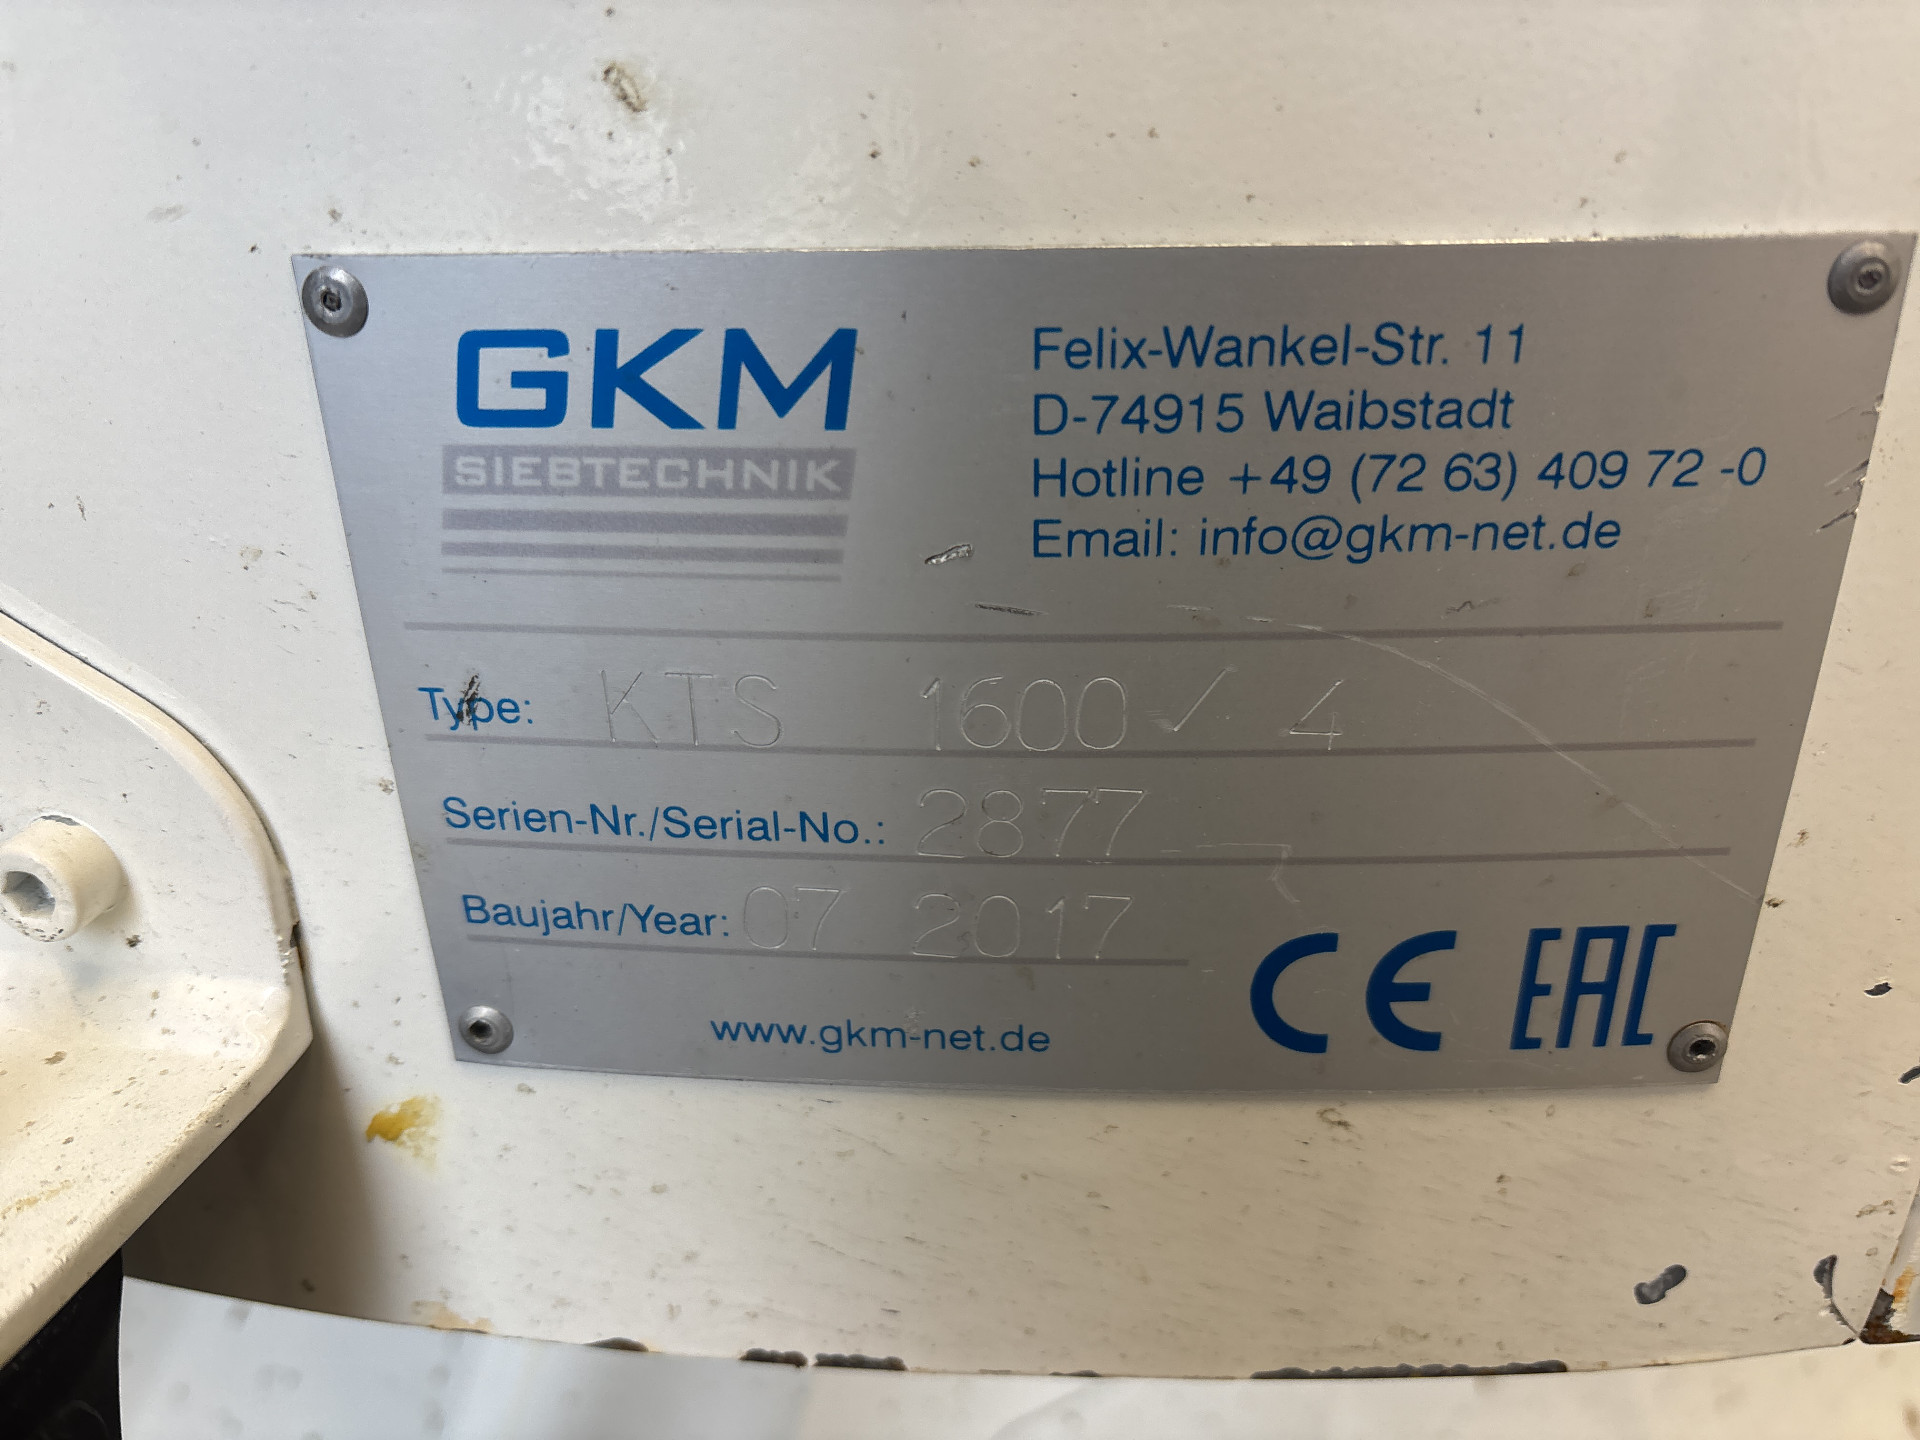 GKM
SIEBTECHNIK
Felix-Wankel-Str. 11
D-74915 Waibstadt
Hotline +49 (72 63) 409 72 -0
Email: info@gkm-net.de
Type: KTS 1600 / 4
Serien-Nr./Serial-No.: 2877
Baujahr/Year: 07 2017
www.gkm-net.de
CE EAC